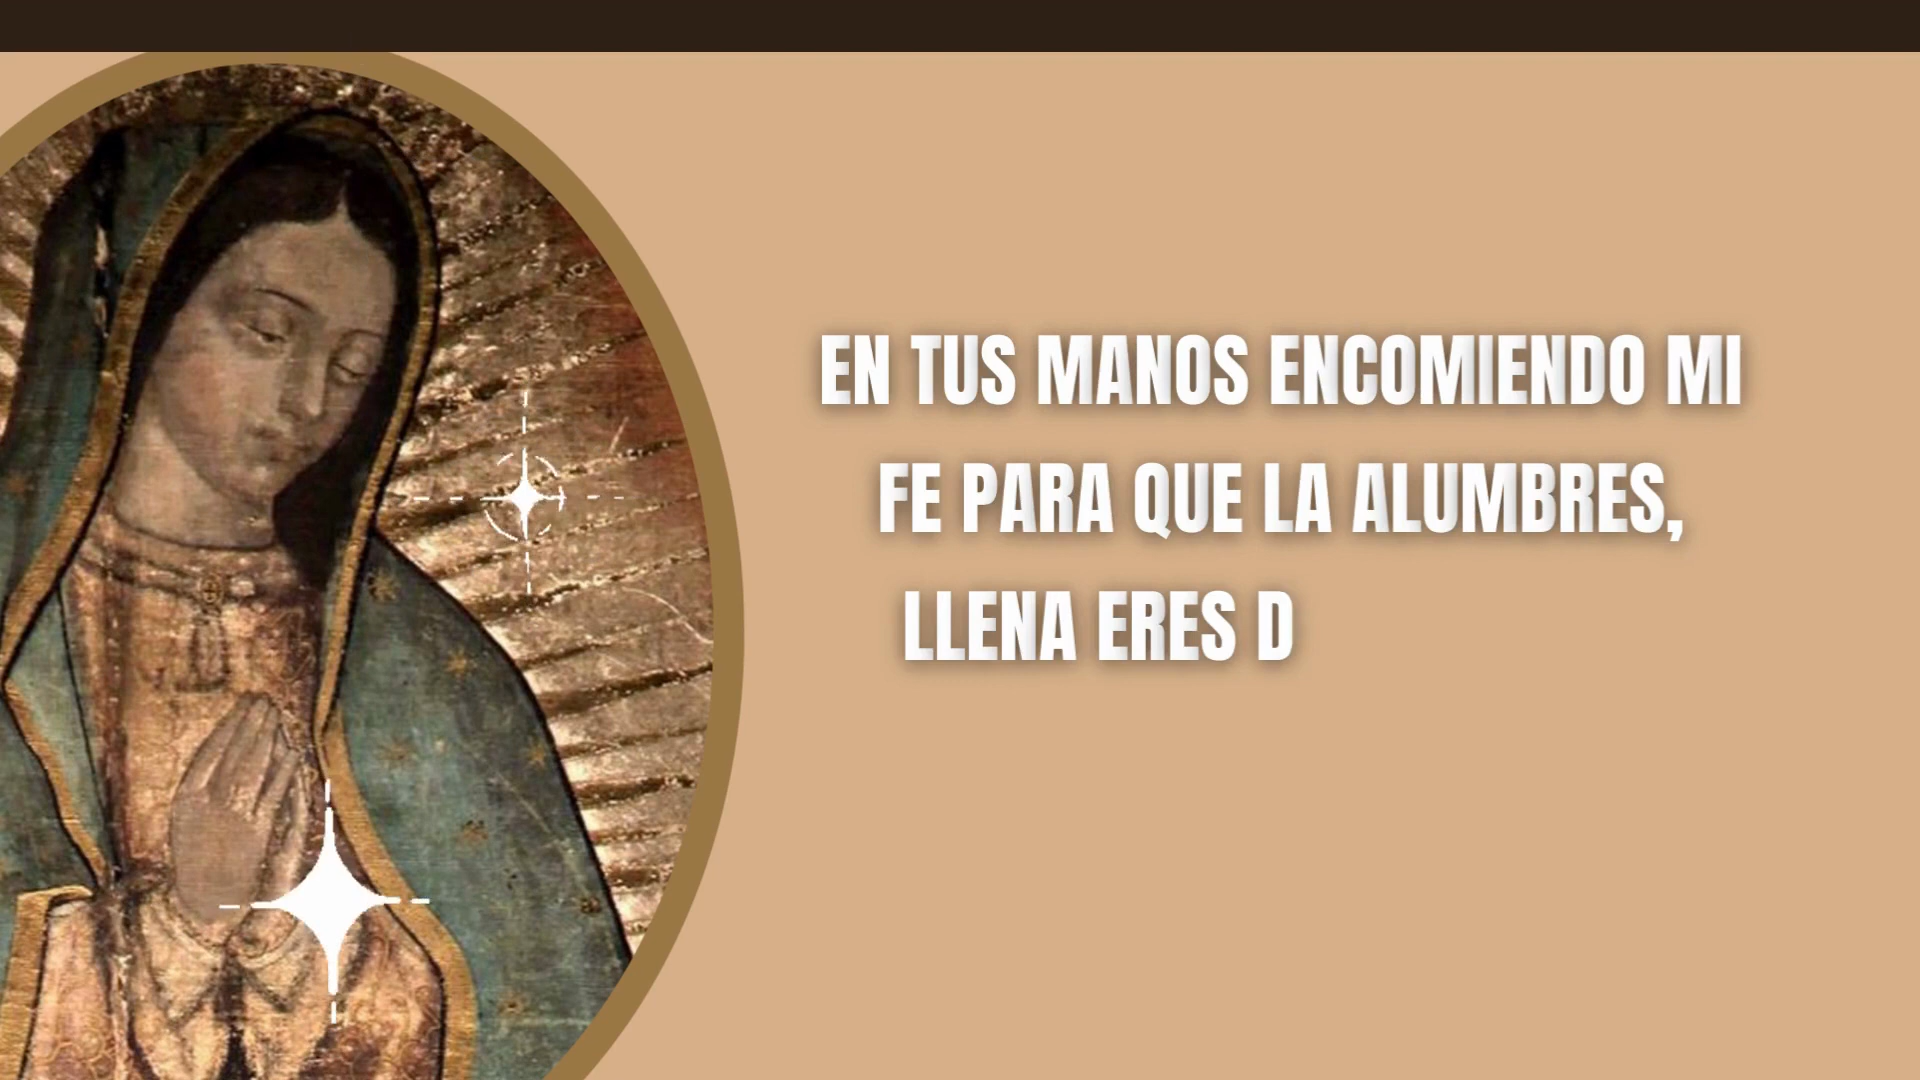 EN TUS MANOS ENCOMIENDO MI
FE PARA QUE LA ALUMBRES,
LLENA ERES D